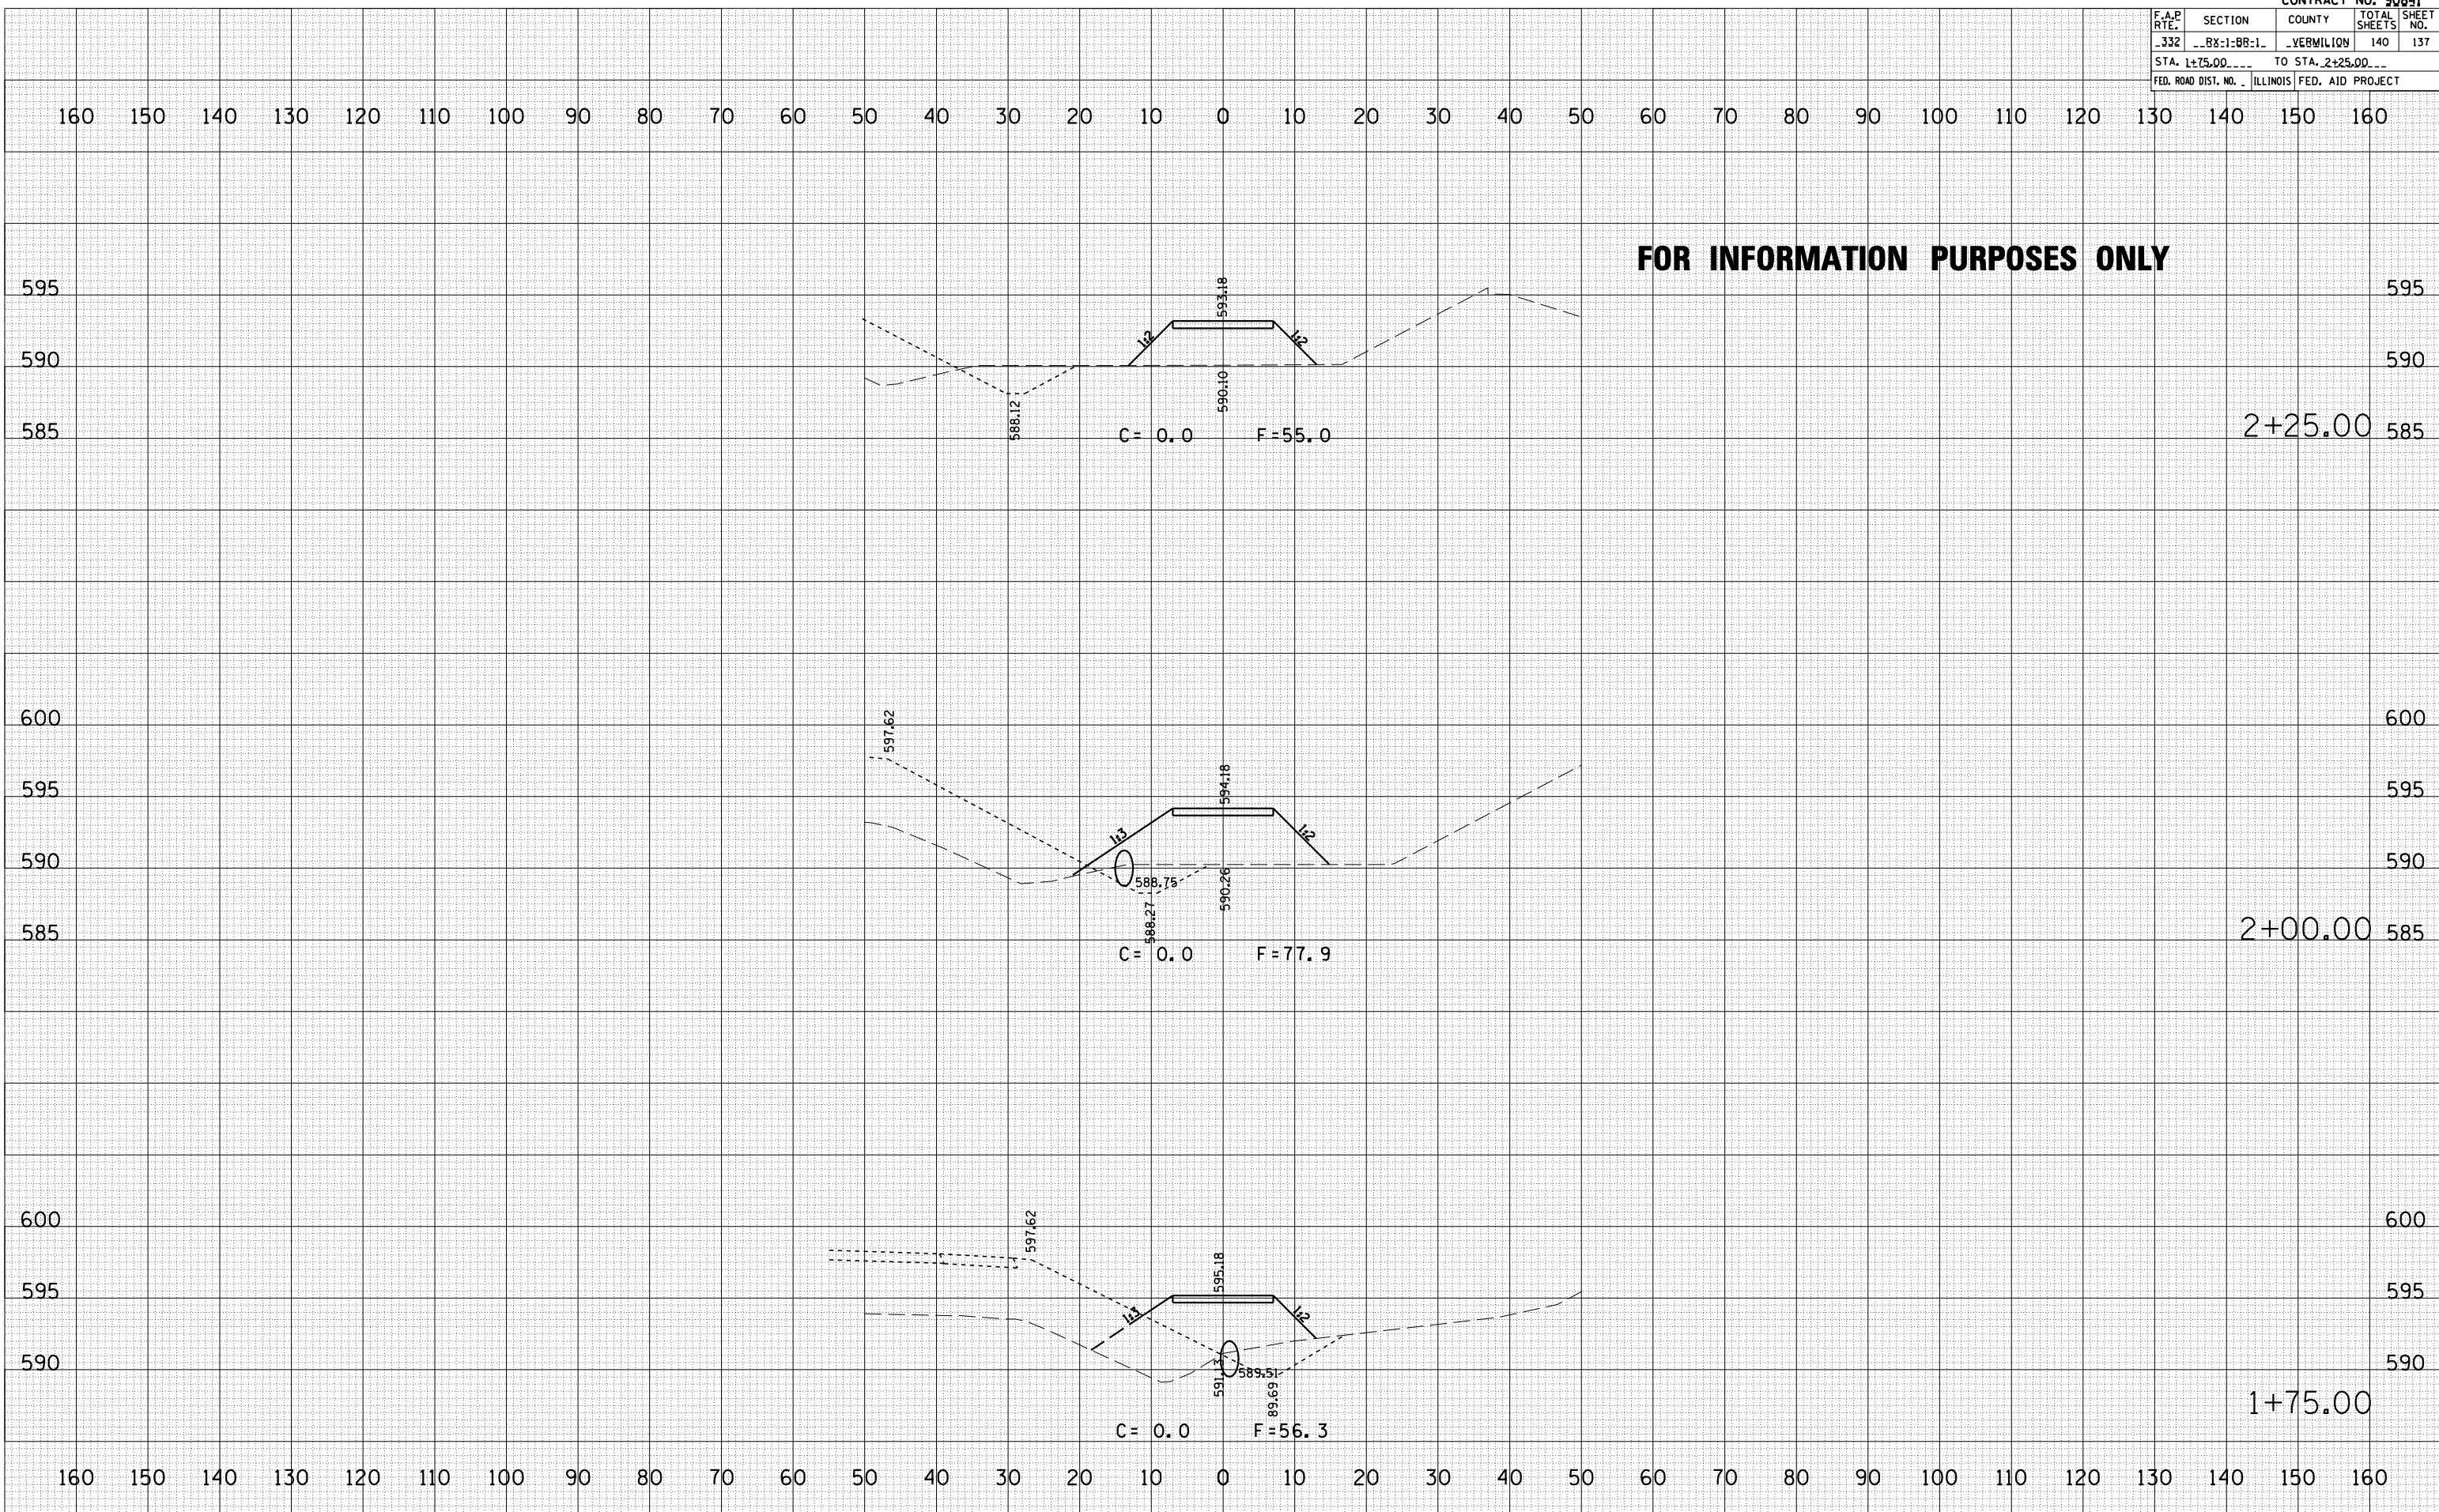 F.A.P RTE. SECTION COUNTY TOTAL SHEETS SHEET NO.
332 RX-1-BR-1 VERMILION 140 137
STA. 1+75.00 TO STA. 2+25.00
FED. ROAD DIST. NO. ILLINOIS FED. AID PROJECT
160 150 140 130 120 110 100 90 80 70 60 50 40 30 20 10 0 10 20 30 40 50 60 70 80 90 100 110 120 130 140 150 160
FOR INFORMATION PURPOSES ONLY
595 593.18 595
1:2 1:2
590 590
588.12 590.10
585 C= 0.0 F=55.0 2+25.00 585
600 597.62 600
595 594.18 595
1:3 1:2
590 590
588.75
588.27 590.26
585 2+00.00 585
C= 0.0 F=77.9
600 597.62 600
595 595.18 595
1:3 1:2
590 590
591.13 589.51
89.69
1+75.00
C= 0.0 F=56.3
160 150 140 130 120 110 100 90 80 70 60 50 40 30 20 10 0 10 20 30 40 50 60 70 80 90 100 110 120 130 140 150 160